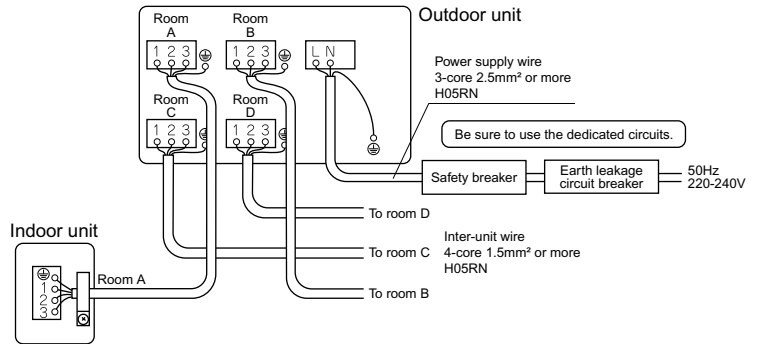 Outdoor unit
Room
A
1 2 3
Room
B
1 2 3
L N
Room
C
1 2 3
Room
D
1 2 3
Power supply wire
3-core 2.5mm² or more
H05RN
Be sure to use the dedicated circuits.
Safety breaker
Earth leakage
circuit breaker
50Hz
220-240V
To room D
To room C
Inter-unit wire
4-core 1.5mm² or more
H05RN
To room B
Indoor unit
Room A
1
2
3